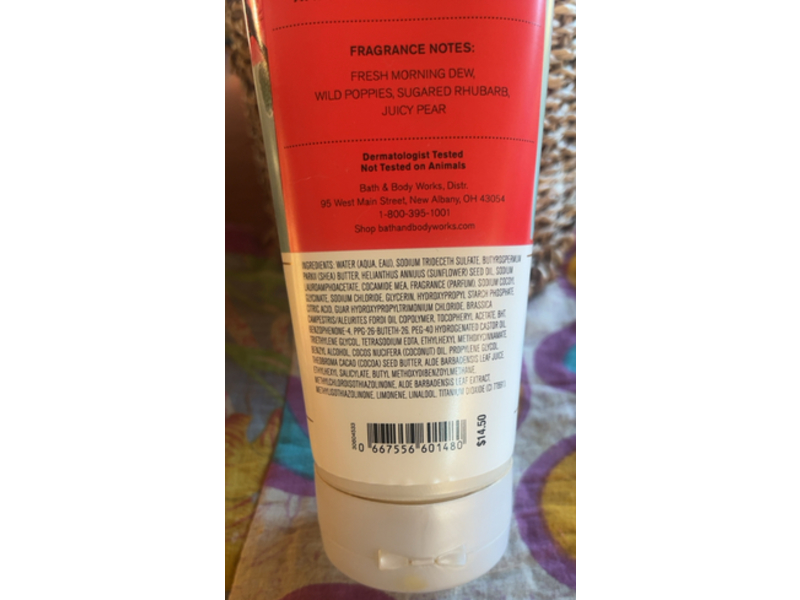 FRAGRANCE NOTES:
FRESH MORNING DEW,
WILD POPPIES, SUGARED RHUBARB,
JUICY PEAR
Dermatologist Tested
Not Tested on Animals
Bath & Body Works, Distr.
95 West Main Street, New Albany, OH 43054
1-800-395-1001
Shop bathandbodyworks.com
INGREDIENTS: WATER (AQUA, EAU), SODIUM TRIDECETH SULFATE, BUTYROSPERMUM
PARKII (SHEA) BUTTER, HELIANTHUS ANNUUS (SUNFLOWER) SEED OIL, SODIUM
LAUROAMPHOACETATE, COCAMIDE MEA, FRAGRANCE (PARFUM), SODIUM COCOYL
GLYCINATE, SODIUM CHLORIDE, GLYCERIN, HYDROXYPROPYL STARCH PHOSPHATE,
CITRIC ACID, GUAR HYDROXYPROPYLTRIMONIUM CHLORIDE, BRASSICA
CAMPESTRIS/ALEURITES FORDI OIL COPOLYMER, TOCOPHERYL ACETATE, BHT,
BENZOPHENONE-4, PPG-26-BUTETH-26, PEG-40 HYDROGENATED CASTOR OIL,
TRIETHYLENE GLYCOL, TETRASODIUM EDTA, ETHYLHEXYL METHOXYCINNAMATE,
BENZYL ALCOHOL, COCOS NUCIFERA (COCONUT) OIL, PROPYLENE GLYCOL,
THEOBROMA CACAO (COCOA) SEED BUTTER, ALOE BARBADENSIS LEAF JUICE,
ETHYLHEXYL SALICYLATE, BUTYL METHOXYDIBENZOYLMETHANE,
METHYLCHLOROISOTHIAZOLINONE, ALOE BARBADENSIS LEAF EXTRACT,
METHYLISOTHIAZOLINONE, LIMONENE, LINALOOL, TITANIUM DIOXIDE (CI 77891).
0 667556 601480
$14.50